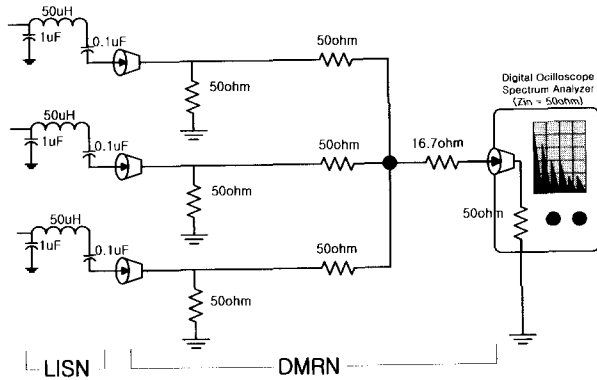 50uH
1uF
0.1uF
50ohm
50ohm
50uH
1uF
0.1uF
50ohm
50ohm
16.7ohm
Digital Ocilloscope
Spectrum Analyzer
(Zin = 50ohm)
50ohm
50uH
1uF
0.1uF
50ohm
50ohm
LISN
DMRN